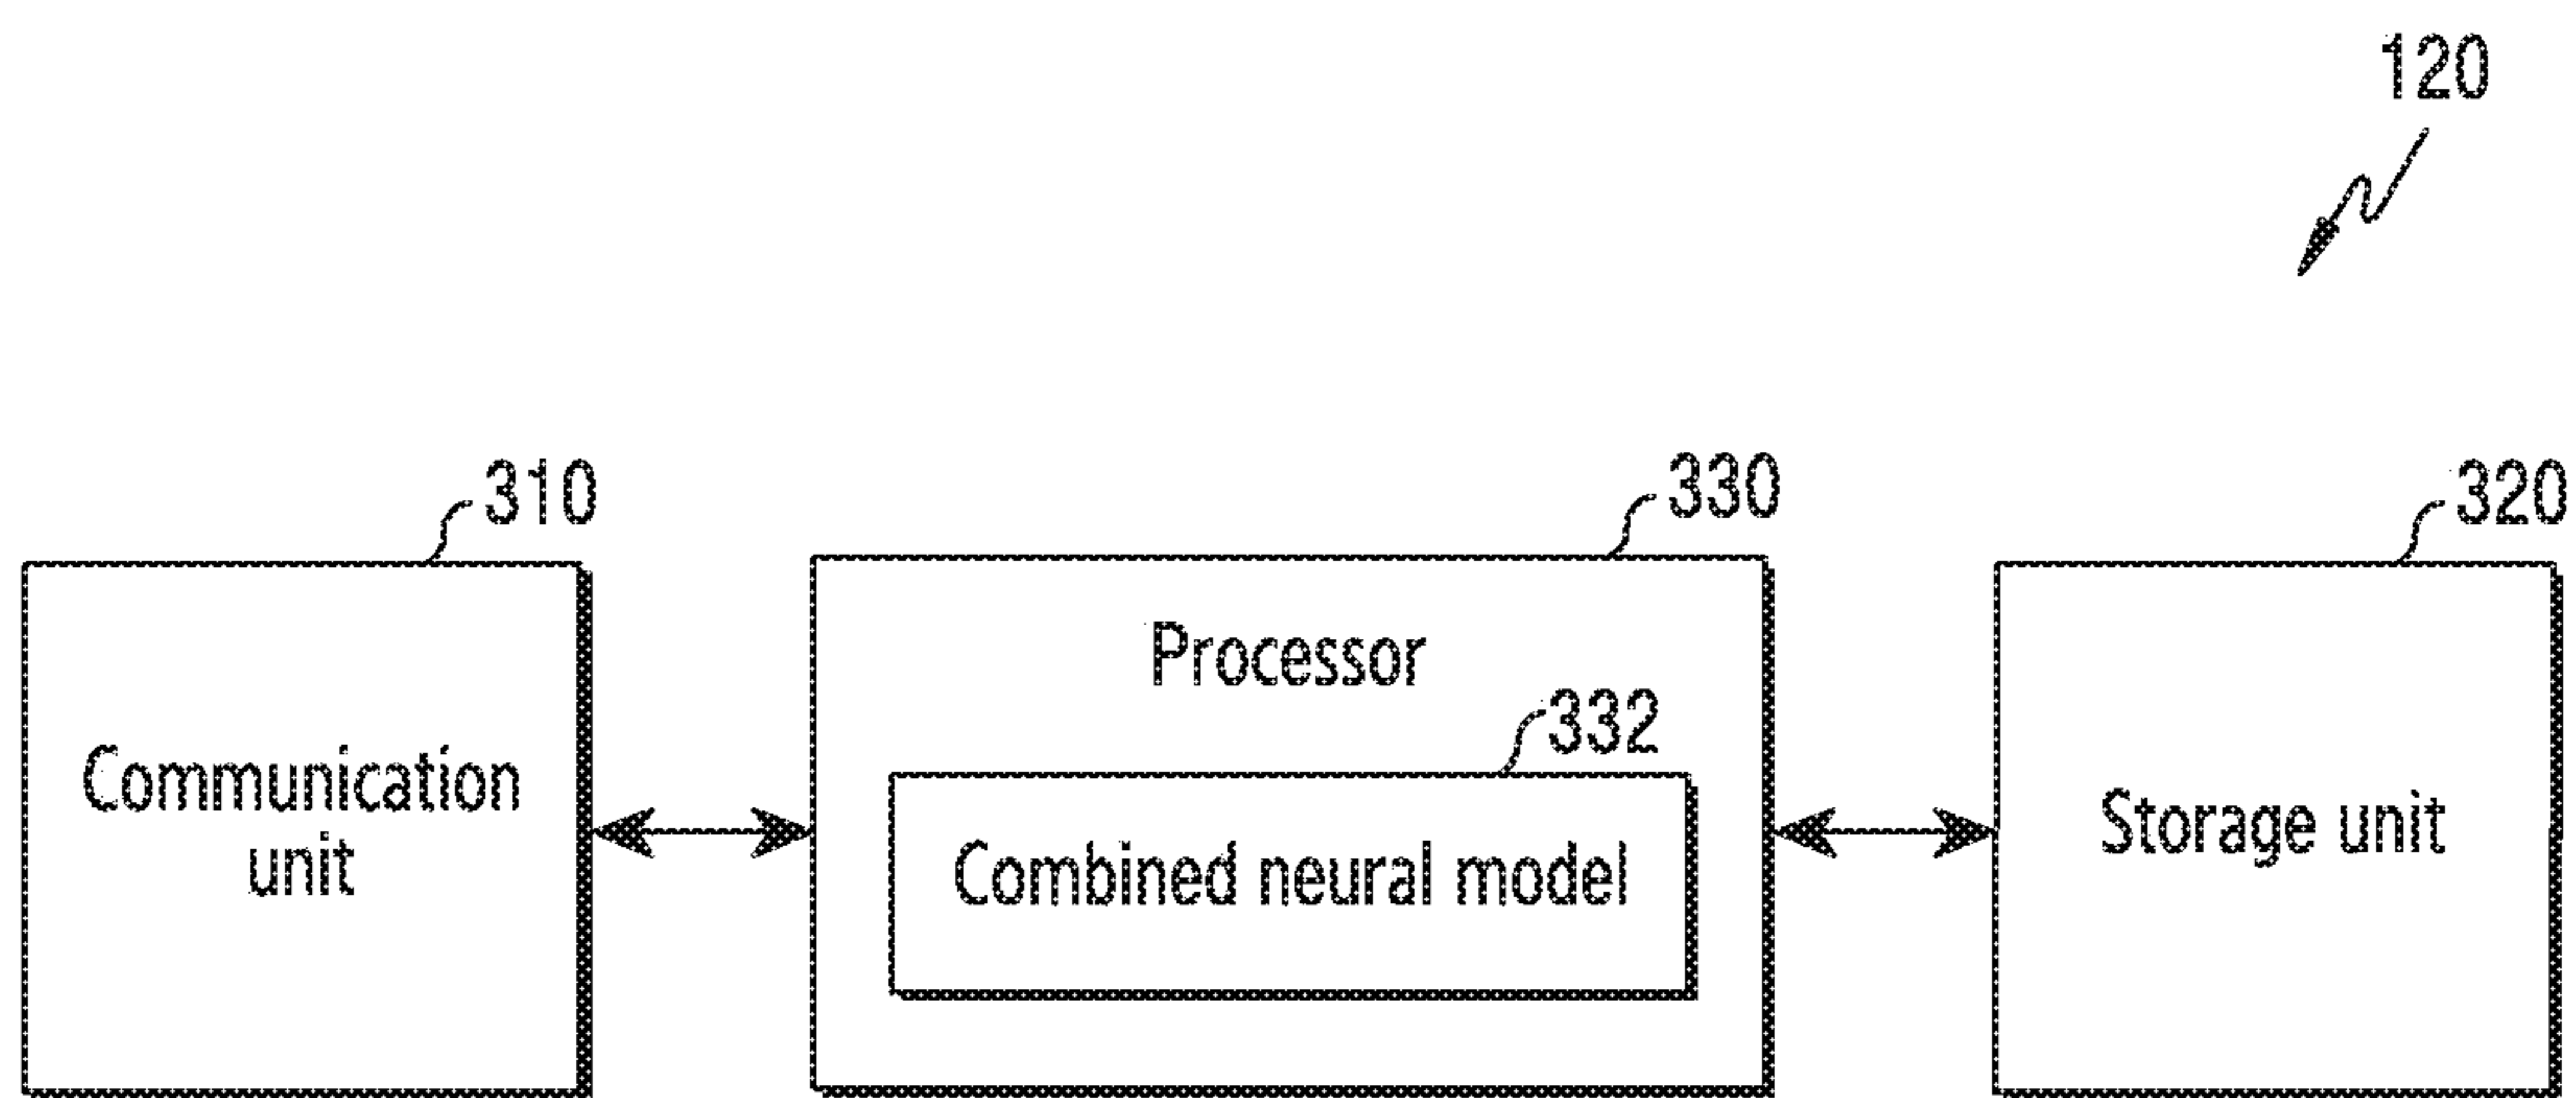 120
310
330
320
Processor
332
Communication
unit
Combined neural model
Storage unit